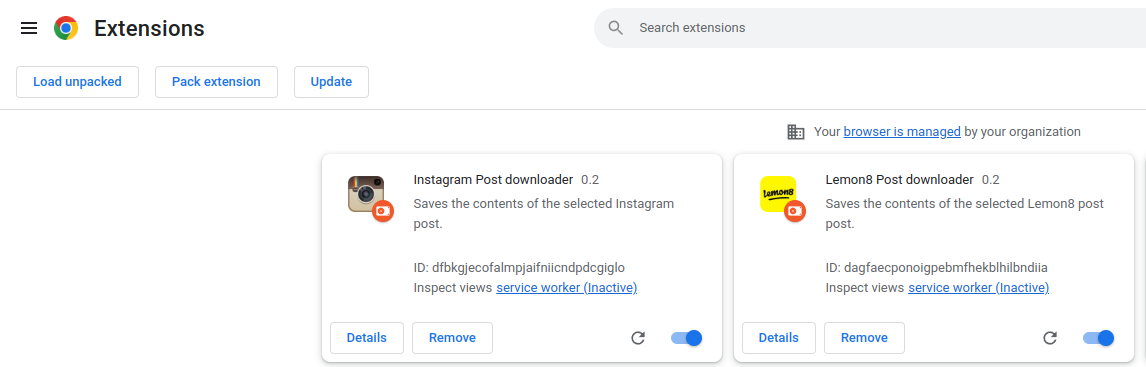 Extensions
Search extensions
Load unpacked
Pack extension
Update
Your browser is managed by your organization
Instagram Post downloader 0.2
Saves the contents of the selected Instagram
post.
ID: dfbkgjecofalmpjaifniicndpdcgiglo
Inspect views service worker (Inactive)
Details
Remove
lemon8
Lemon8 Post downloader 0.2
Saves the contents of the selected Lemon8 post
post.
ID: dagfaecponoigpebmfhekblhilbndiia
Inspect views service worker (Inactive)
Details
Remove